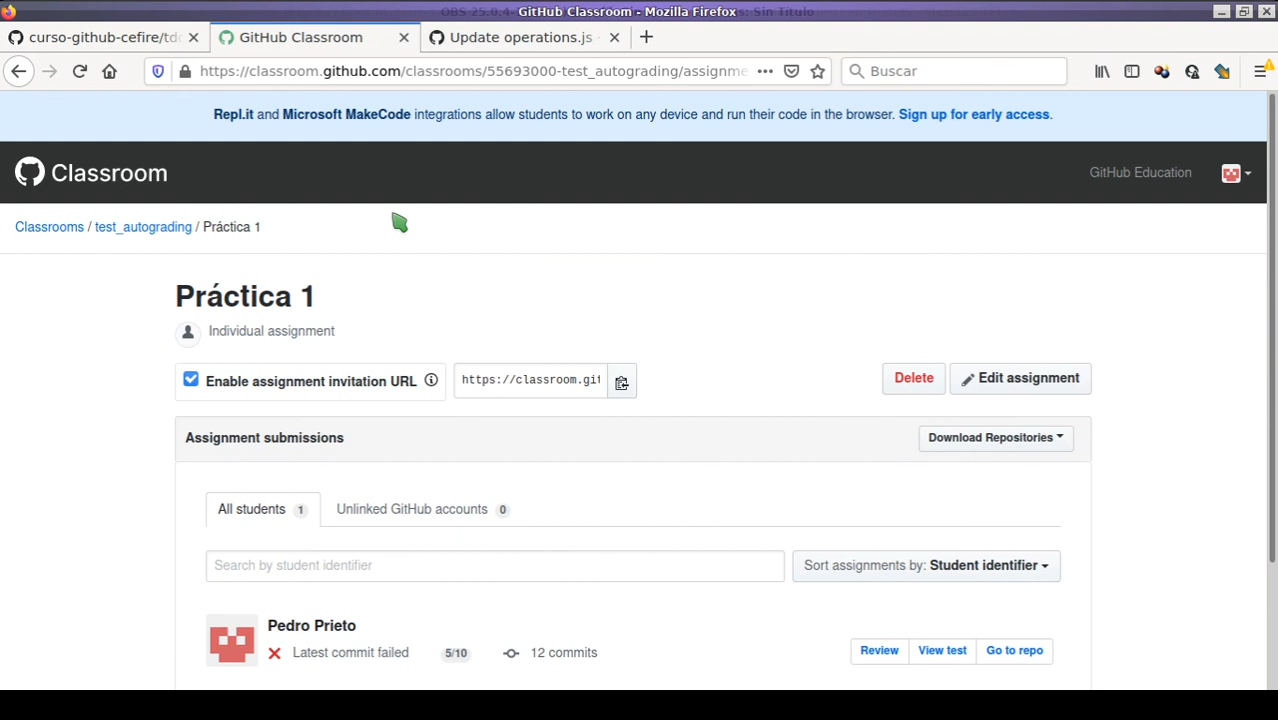 GitHub Classroom - Mozilla Firefox
curso-github-cefire/td
GitHub Classroom
Update operations.js
https://classroom.github.com/classrooms/55693000-test_autograding/assignme
Buscar
Repl.it and Microsoft MakeCode integrations allow students to work on any device and run their code in the browser. Sign up for early access.
Classroom
GitHub Education
Classrooms / test_autograding / Práctica 1
Práctica 1
Individual assignment
Enable assignment invitation URL
https://classroom.git
Delete
Edit assignment
Assignment submissions
Download Repositories
All students 1
Unlinked GitHub accounts 0
Search by student identifier
Sort assignments by: Student identifier
Pedro Prieto
Latest commit failed
5/10
12 commits
Review
View test
Go to repo